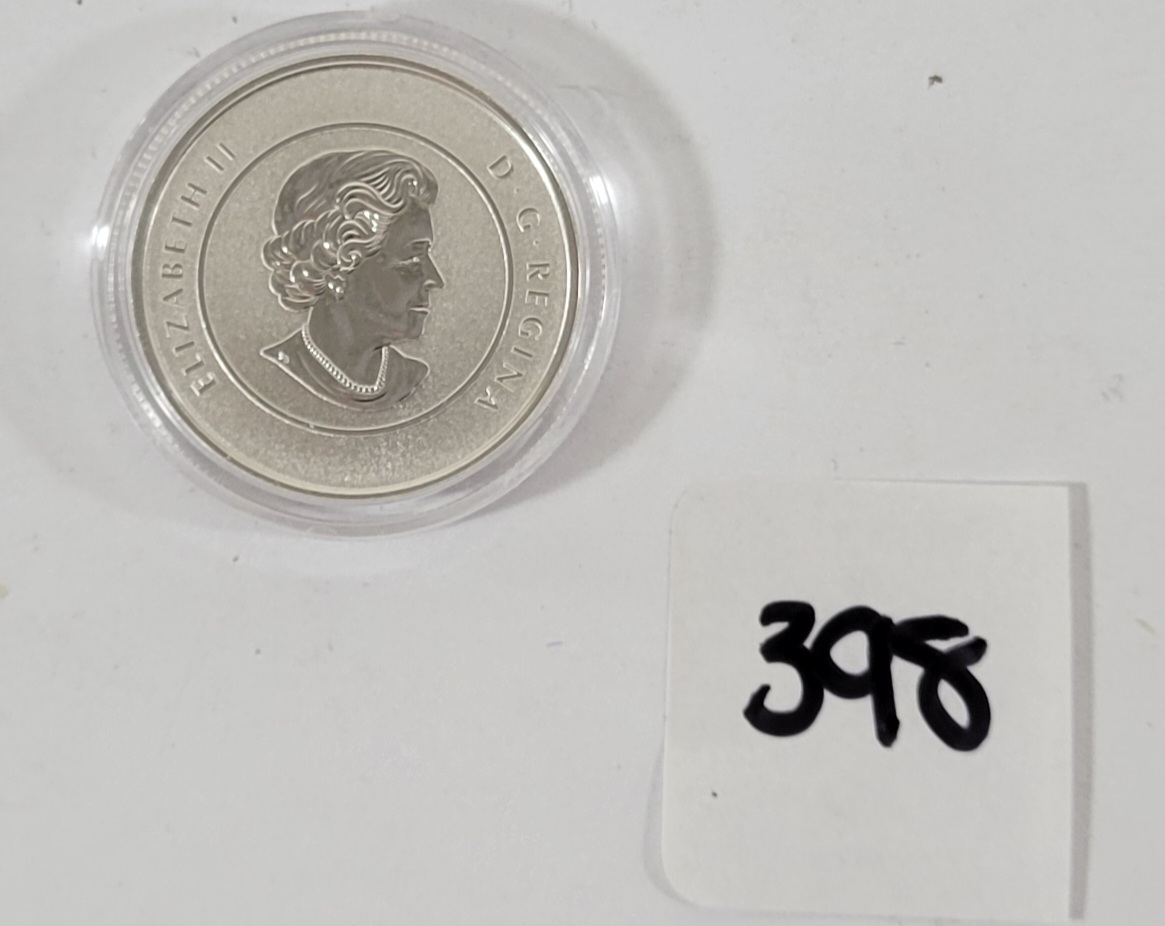 ELIZABETH II
D·G·REGINA
398